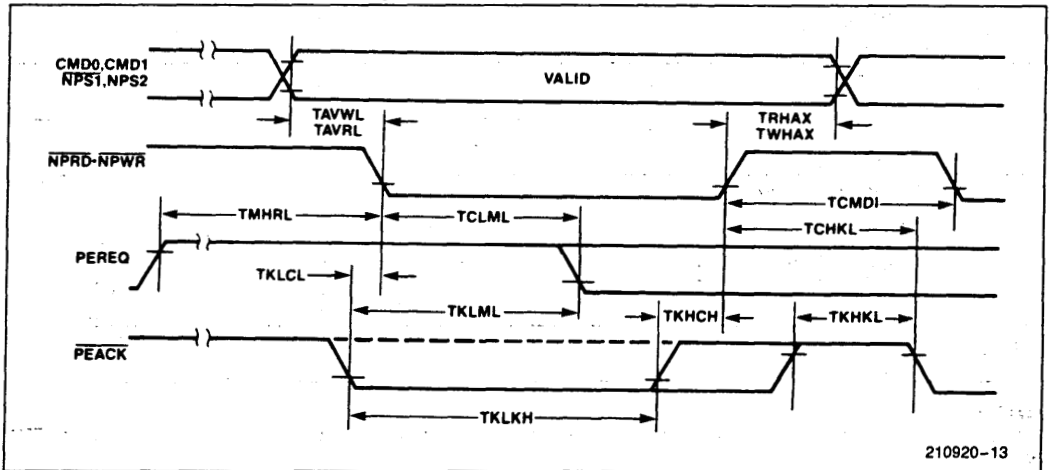 CMD0, CMD1
NPS1, NPS2
VALID
TAVWL
TAVRL
TRHAX
TWHAX
NPRD-NPWR
TCMDI
TMHRL
TCLML
TCHKL
PEREQ
TKLCL
TKLML
TKHCH
TKHKL
PEACK
TKLKH
210920-13